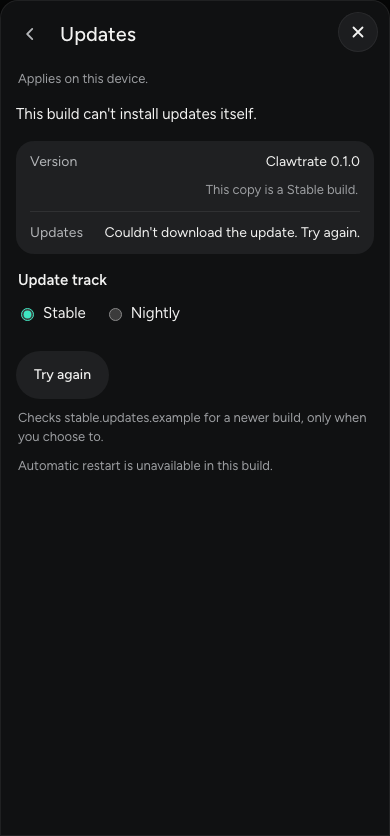 Updates
Applies on this device.
This build can't install updates itself.
Version Clawtrate 0.1.0
This copy is a Stable build.
Updates Couldn't download the update. Try again.
Update track
Stable Nightly
Try again
Checks stable.updates.example for a newer build, only when
you choose to.
Automatic restart is unavailable in this build.